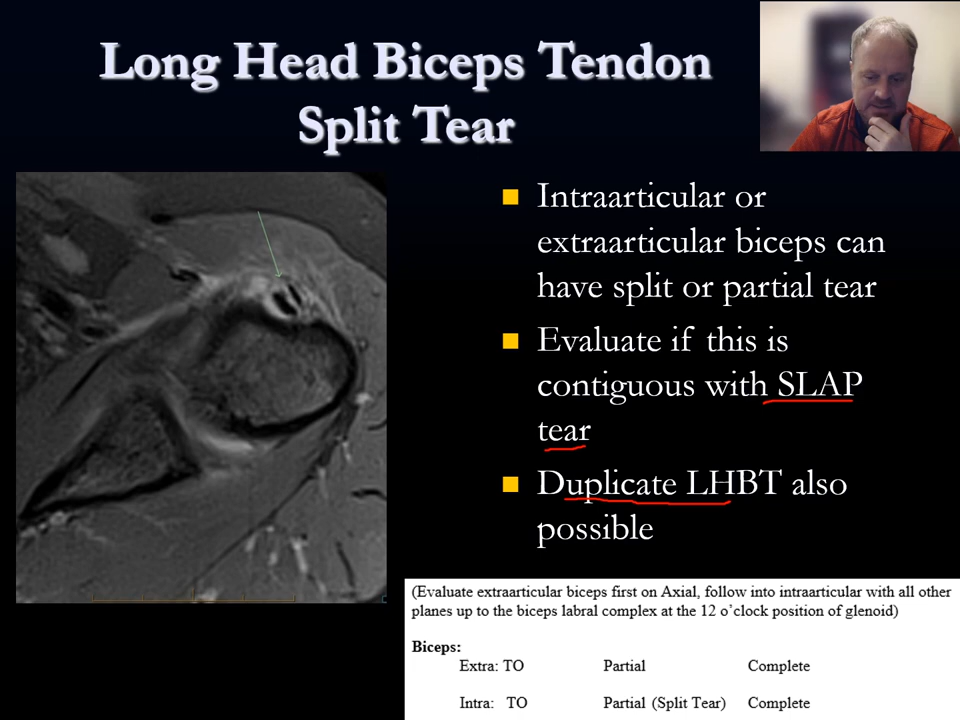 Long Head Biceps Tendon
Split Tear
Intraarticular or
extraarticular biceps can
have split or partial tear
Evaluate if this is
contiguous with SLAP
tear
Duplicate LHBT also
possible
(Evaluate extraarticular biceps first on Axial, follow into intraarticular with all other
planes up to the biceps labral complex at the 12 o’clock position of glenoid)
Biceps:
Extra: TO Partial Complete
Intra: TO Partial (Split Tear) Complete